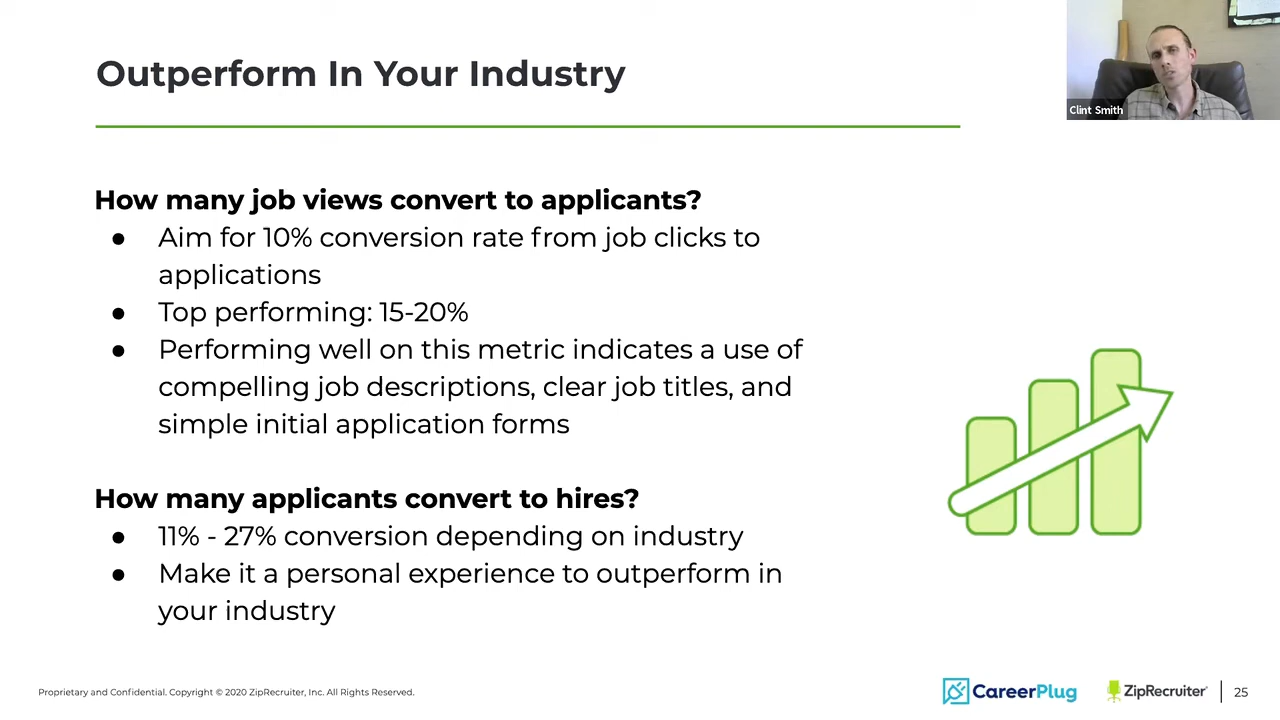 Outperform In Your Industry
Clint Smith
How many job views convert to applicants?
● Aim for 10% conversion rate from job clicks to
applications
● Top performing: 15-20%
● Performing well on this metric indicates a use of
compelling job descriptions, clear job titles, and
simple initial application forms
How many applicants convert to hires?
● 11% - 27% conversion depending on industry
● Make it a personal experience to outperform in
your industry
Proprietary and Confidential. Copyright © 2020 ZipRecruiter, Inc. All Rights Reserved.
CareerPlug
ZipRecruiter
25